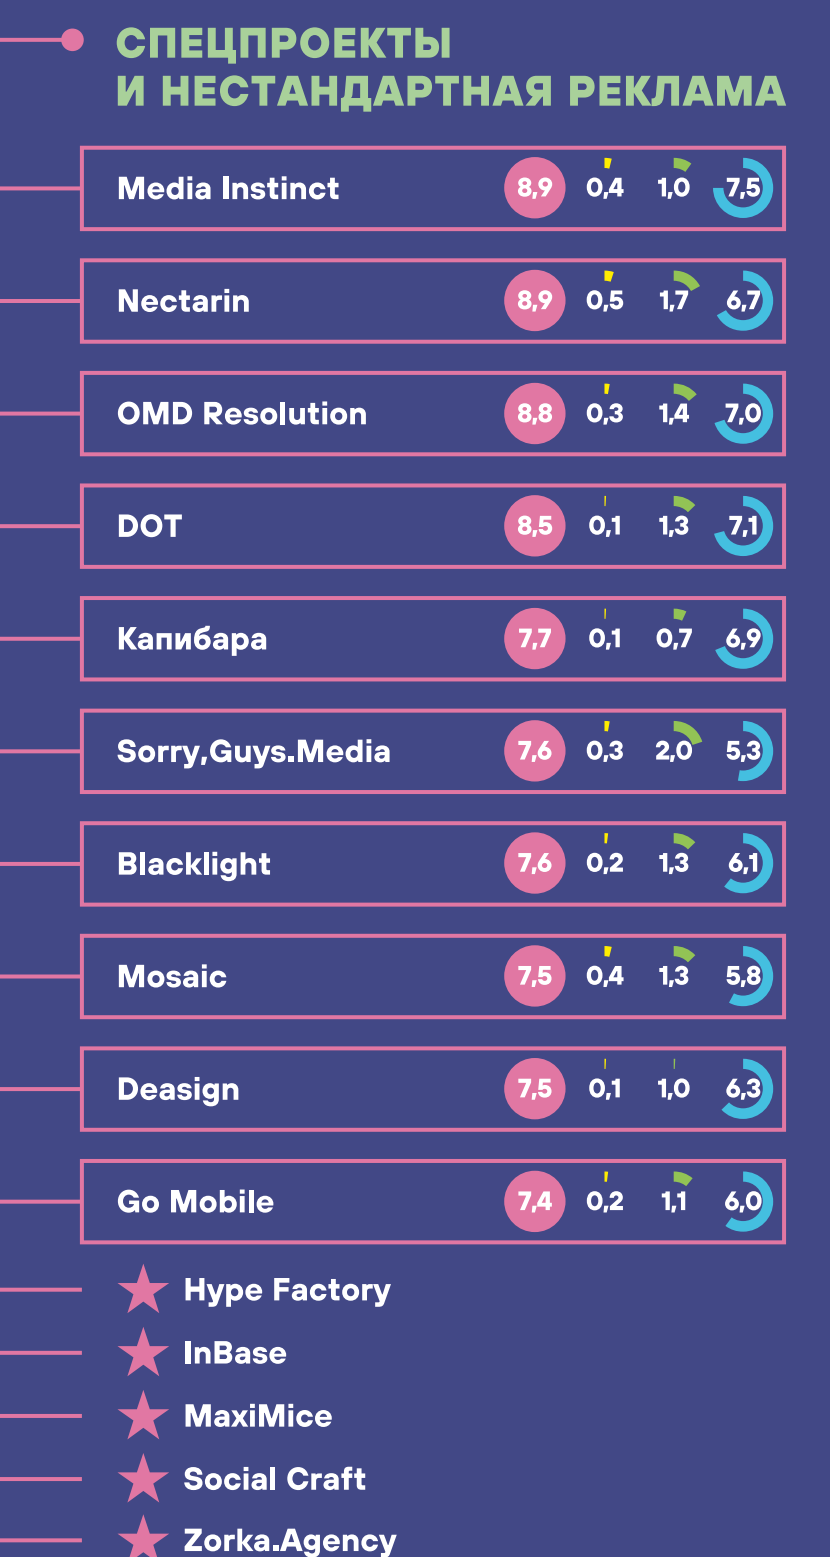 СПЕЦПРОЕКТЫ
И НЕСТАНДАРТНАЯ РЕКЛАМА
Media Instinct 8,9 0,4 1,0 7,5
Nectarin 8,9 0,5 1,7 6,7
OMD Resolution 8,8 0,3 1,4 7,0
DOT 8,5 0,1 1,3 7,1
Капибара 7,7 0,1 0,7 6,9
Sorry,Guys.Media 7,6 0,3 2,0 5,3
Blacklight 7,6 0,2 1,3 6,1
Mosaic 7,5 0,4 1,3 5,8
Deasign 7,5 0,1 1,0 6,3
Go Mobile 7,4 0,2 1,1 6,0
Hype Factory
InBase
MaxiMice
Social Craft
Zorka.Agency